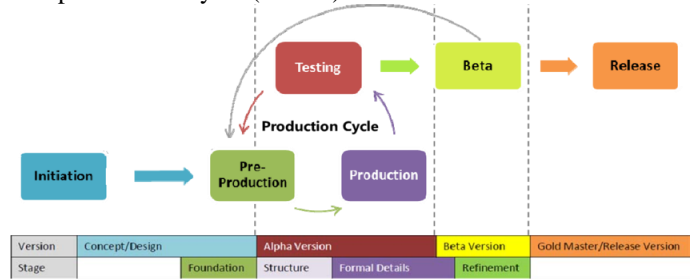 Testing
Beta
Release
Production Cycle
Initiation
Pre-
Production
Production
Version Concept/Design Alpha Version Beta Version Gold Master/Release Version
Stage Foundation Structure Formal Details Refinement